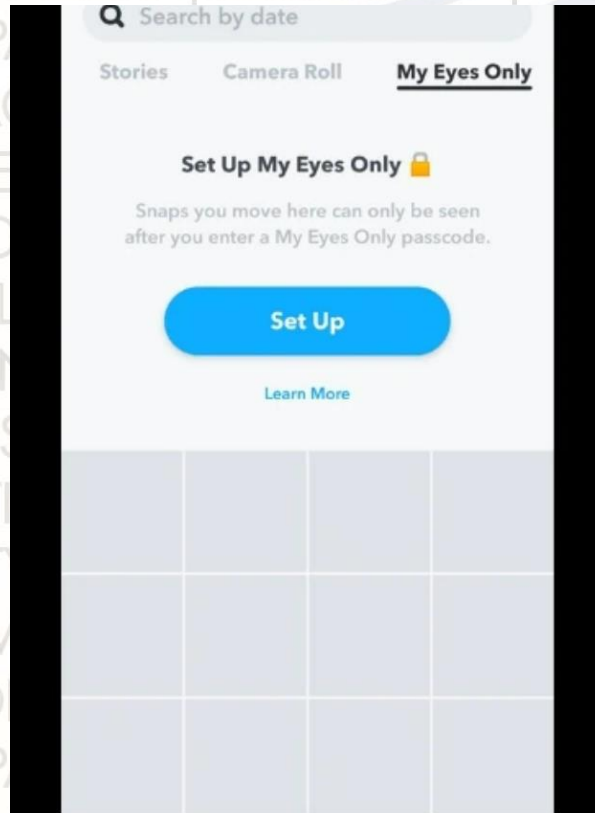 Search by date
Stories Camera Roll My Eyes Only
Set Up My Eyes Only 🔒
Snaps you move here can only be seen
after you enter a My Eyes Only passcode.
Set Up
Learn More